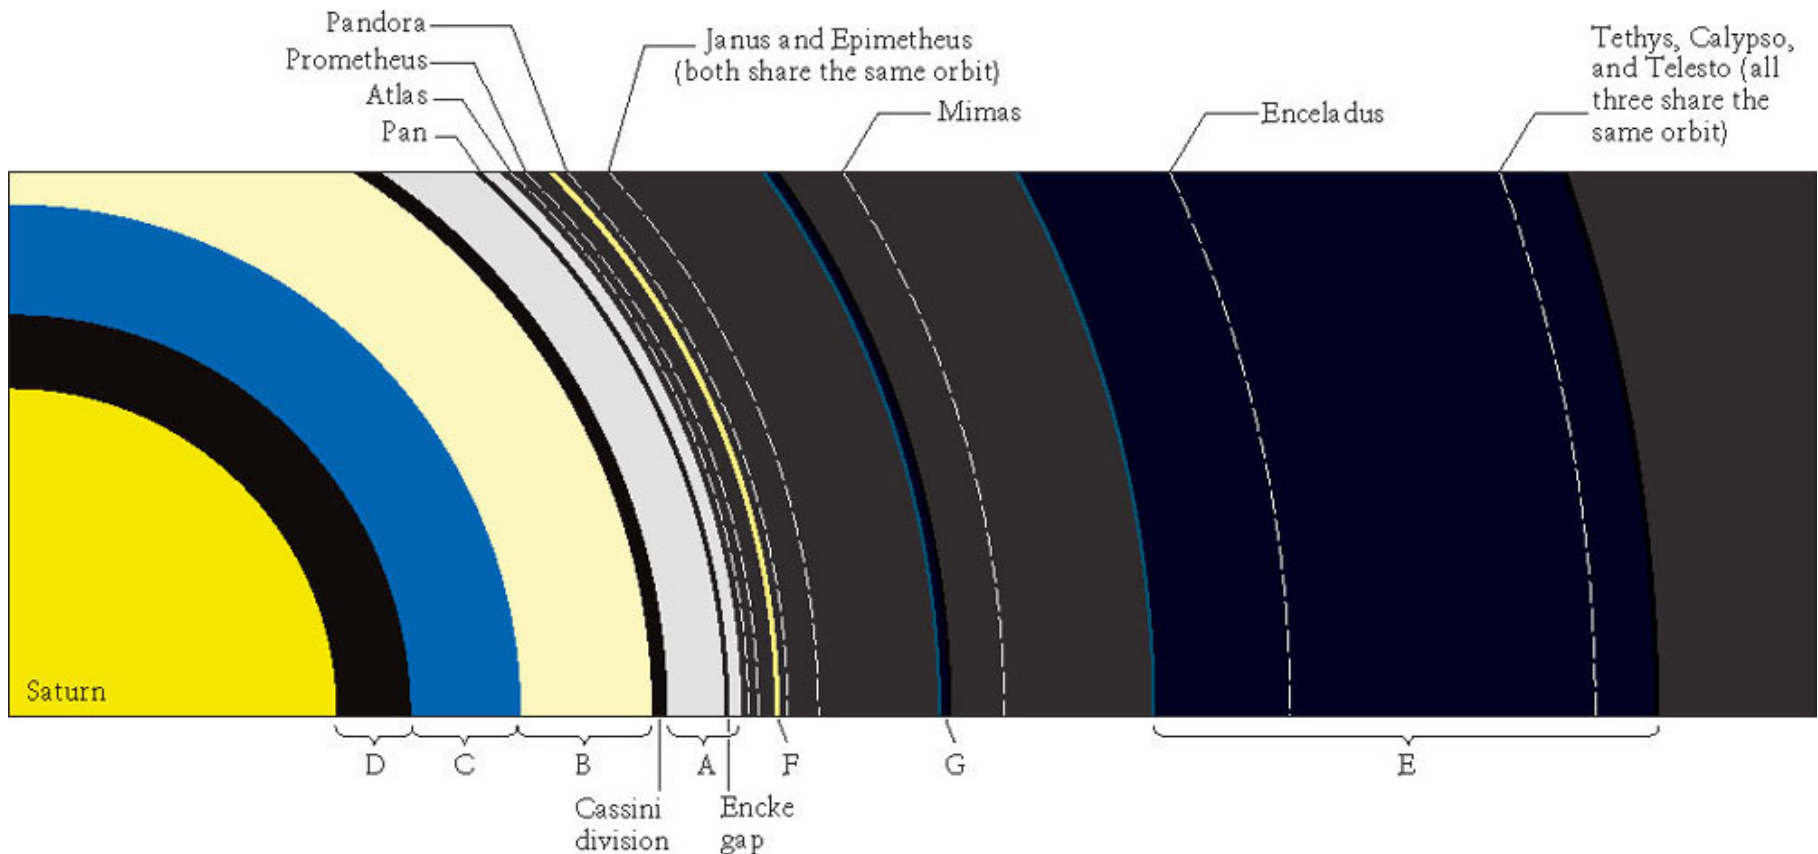 Pandora
Prometheus
Atlas
Pan
Janus and Epimetheus
(both share the same orbit)
Mimas
Enceladus
Tethys, Calypso,
and Telesto (all
three share the
same orbit)
Saturn
D
C
B
A
F
G
E
Cassini
division
Encke
gap